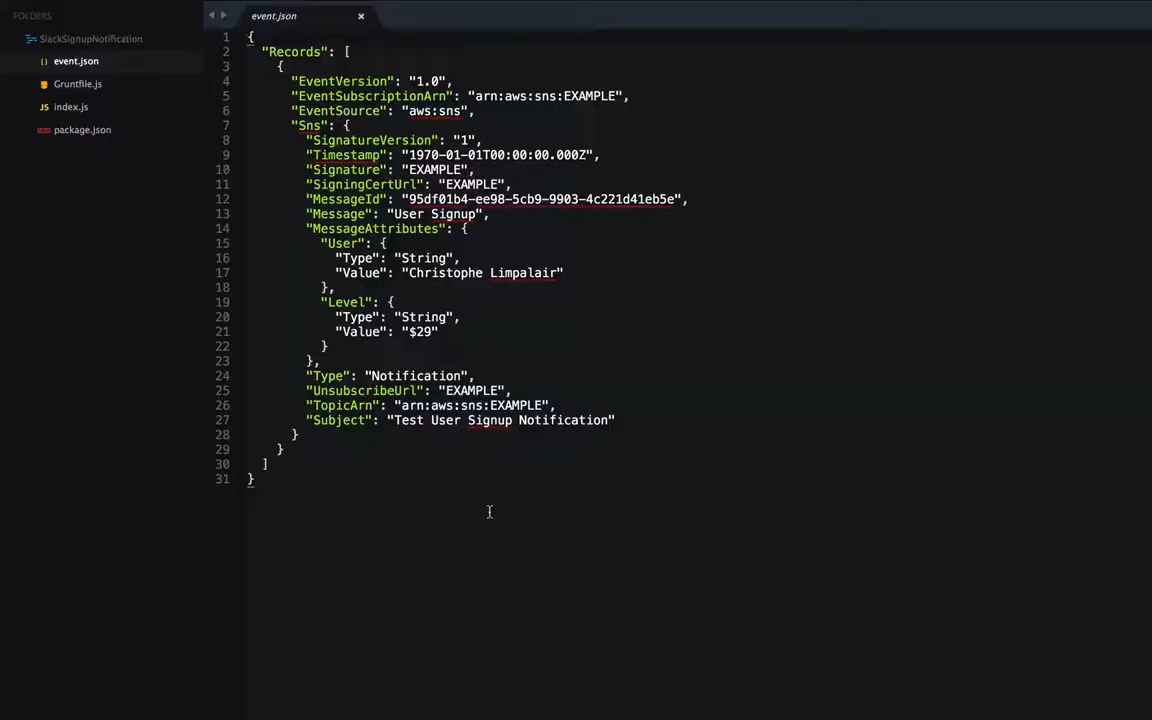 FOLDERS
SlackSignupNotification
{} event.json
Gruntfile.js
JS index.js
package.json
event.json ×
1 {
2 "Records": [
3 {
4 "EventVersion": "1.0",
5 "EventSubscriptionArn": "arn:aws:sns:EXAMPLE",
6 "EventSource": "aws:sns",
7 "Sns": {
8 "SignatureVersion": "1",
9 "Timestamp": "1970-01-01T00:00:00.000Z",
10 "Signature": "EXAMPLE",
11 "SigningCertUrl": "EXAMPLE",
12 "MessageId": "95df01b4-ee98-5cb9-9903-4c221d41eb5e",
13 "Message": "User Signup",
14 "MessageAttributes": {
15 "User": {
16 "Type": "String",
17 "Value": "Christophe Limpalair"
18 },
19 "Level": {
20 "Type": "String",
21 "Value": "$29"
22 }
23 },
24 "Type": "Notification",
25 "UnsubscribeUrl": "EXAMPLE",
26 "TopicArn": "arn:aws:sns:EXAMPLE",
27 "Subject": "Test User Signup Notification"
28 }
29 }
30 ]
31 }